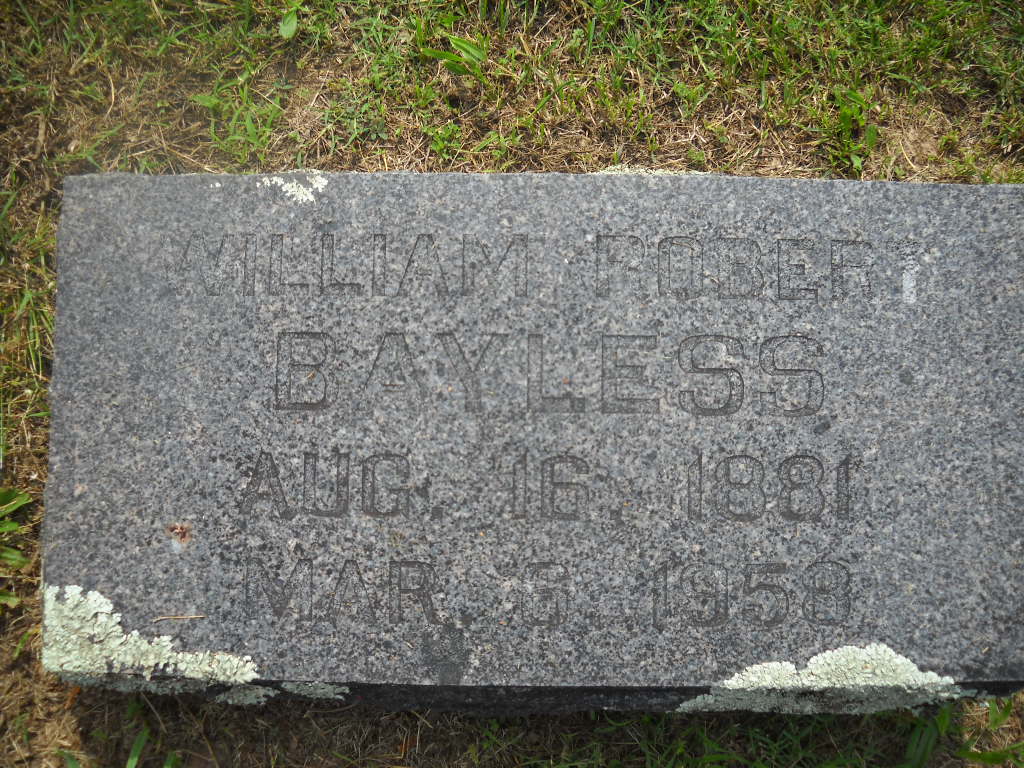 WILLIAM ROBERT
BAYLESS
AUG. 16, 1881
MAR. 6, 1958